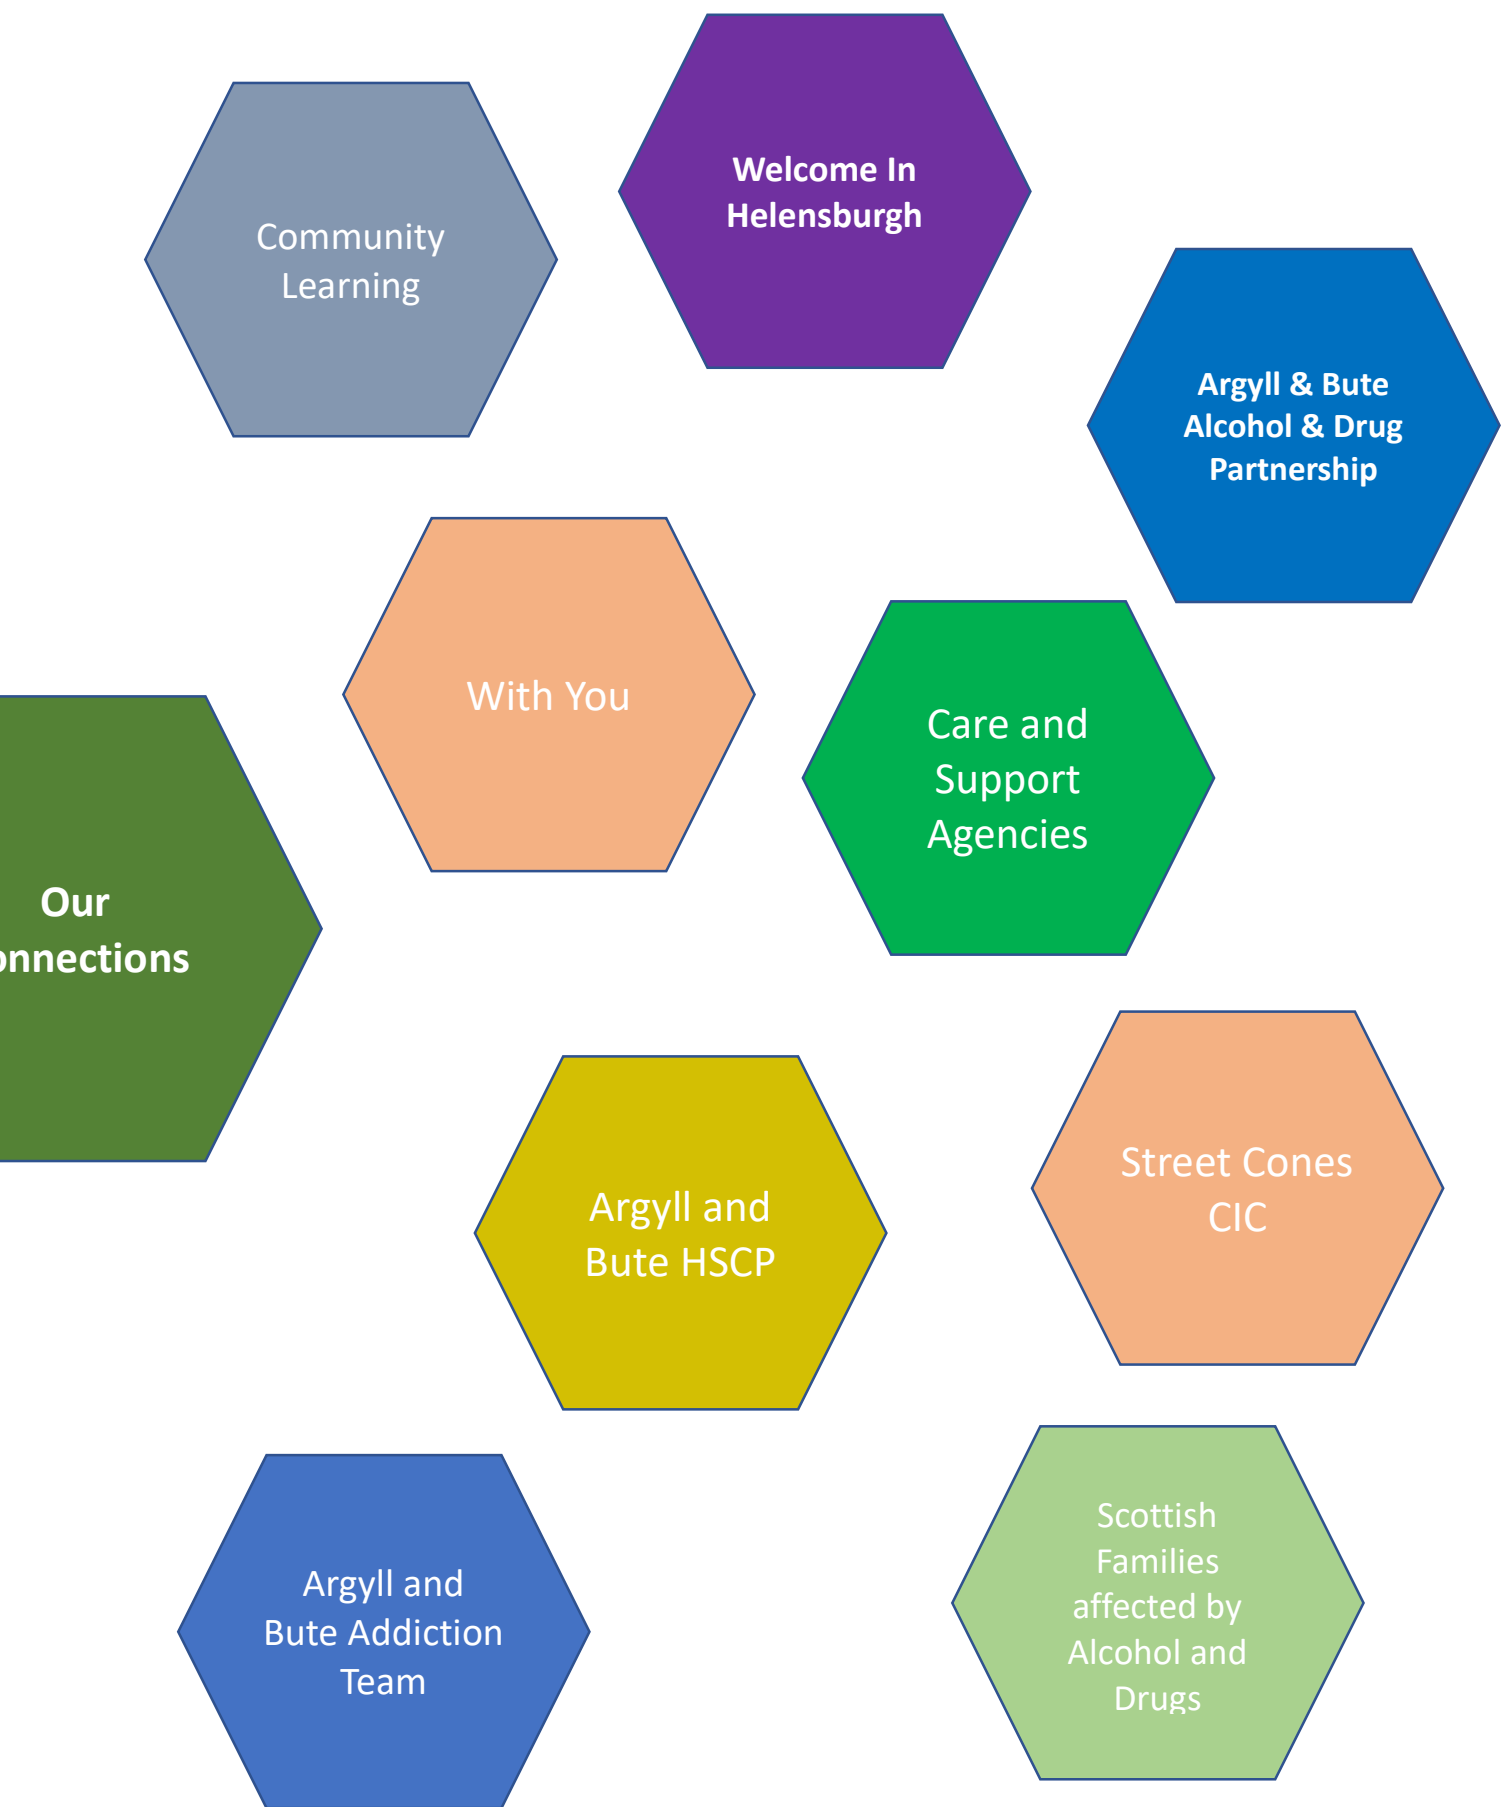 Welcome In
Helensburgh
Community
Learning
Argyll & Bute
Alcohol & Drug
Partnership
With You
Care and
Support
Agencies
Our
onnections
Street Cones
CIC
Argyll and
Bute HSCP
Scottish
Families
affected by
Alcohol and
Drugs
Argyll and
Bute Addiction
Team